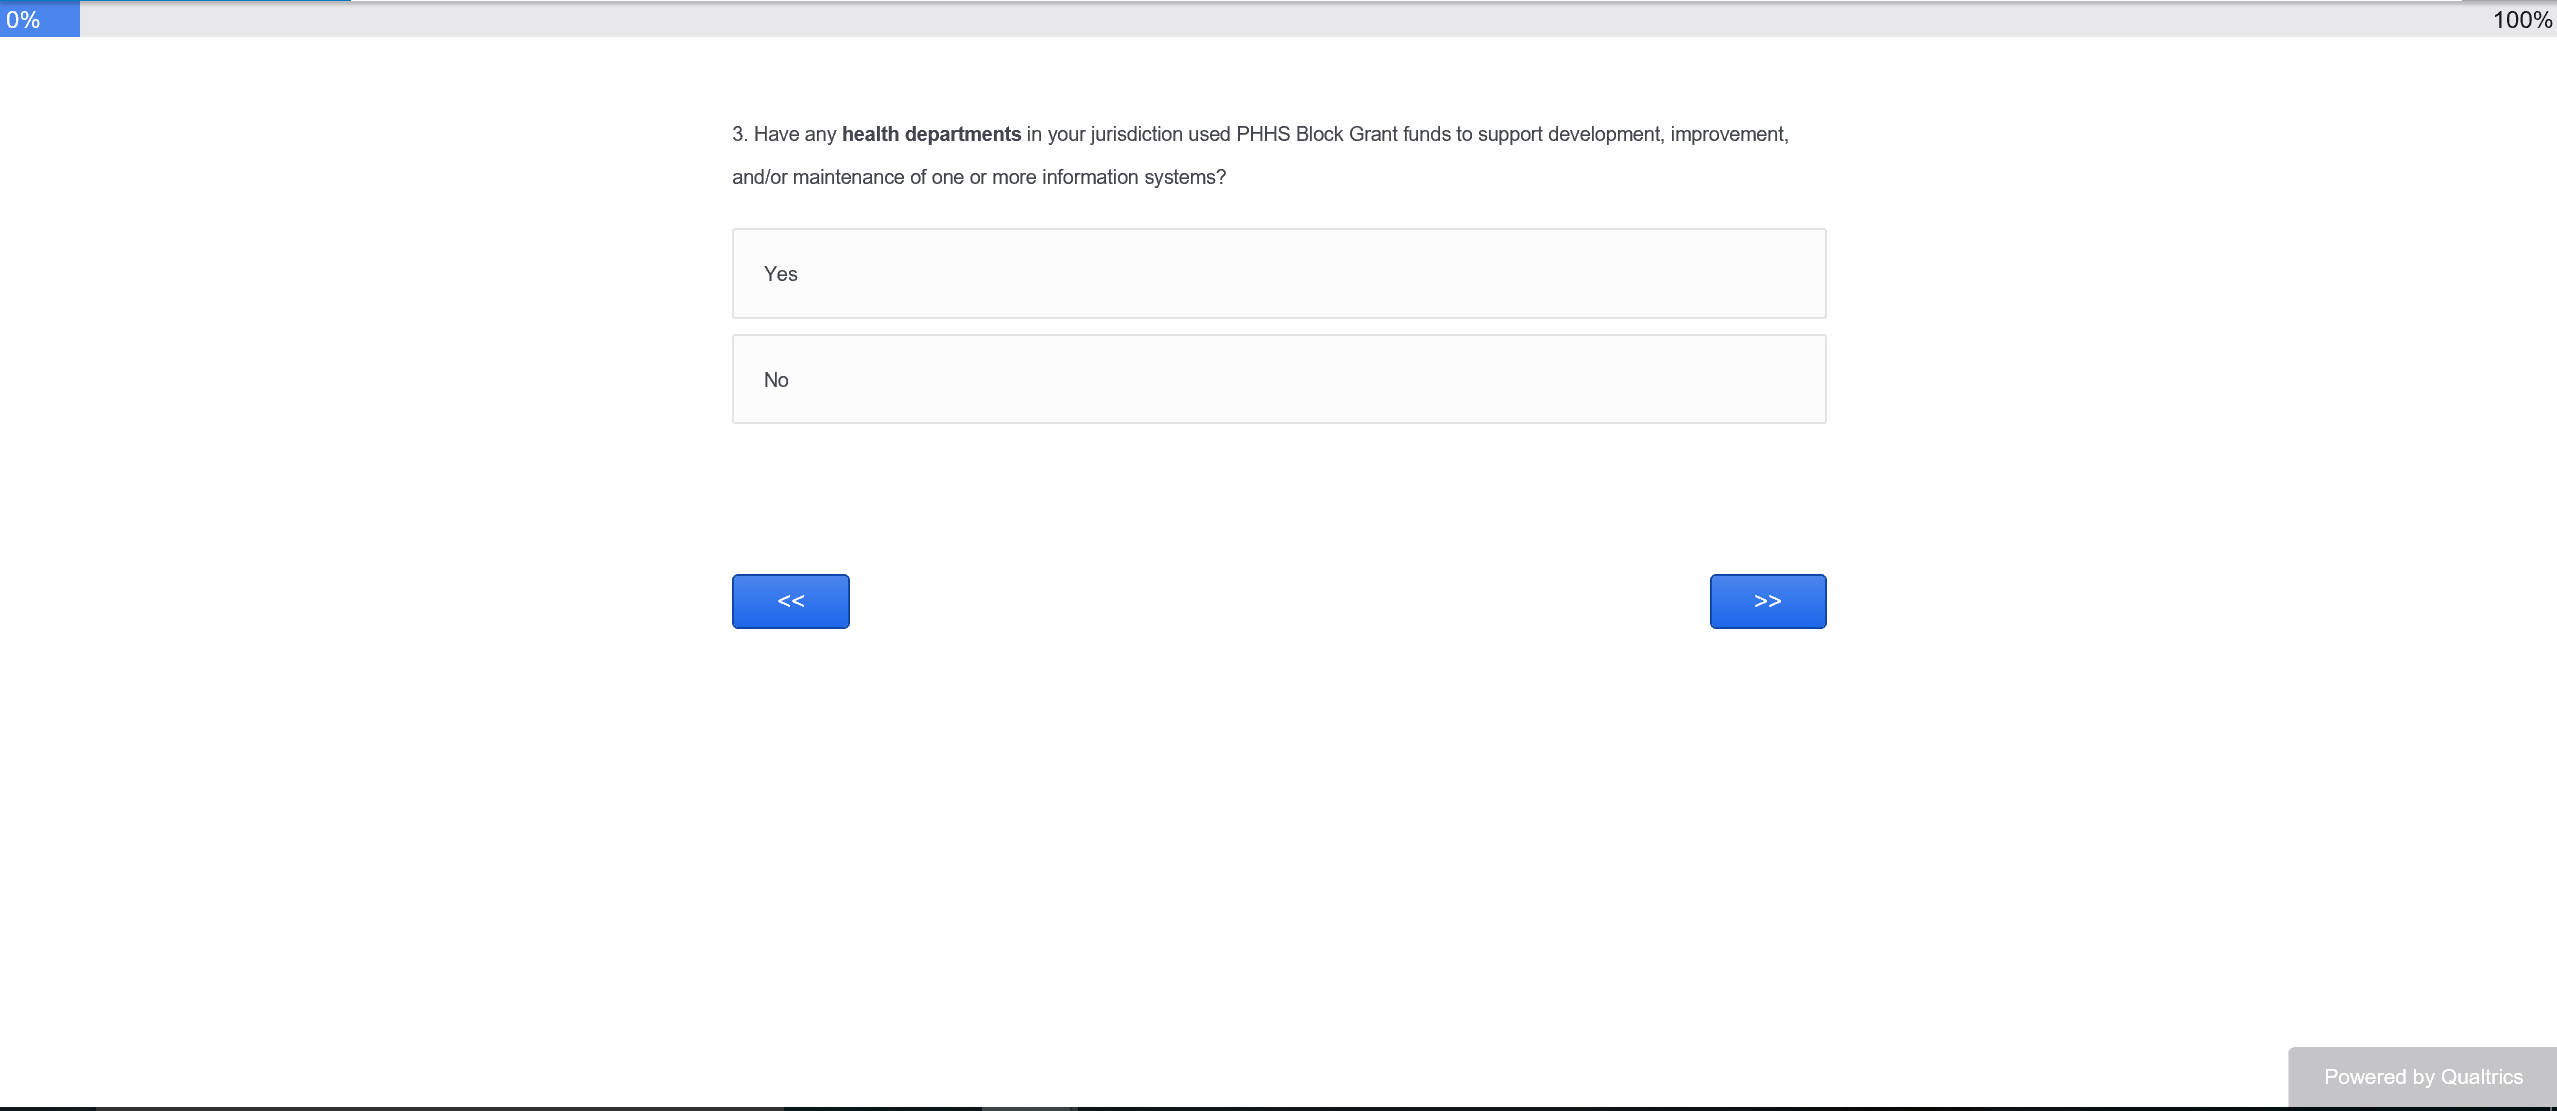 0%
100%
3. Have any health departments in your jurisdiction used PHHS Block Grant funds to support development, improvement,
and/or maintenance of one or more information systems?
Yes
No
<<
>>
Powered by Qualtrics